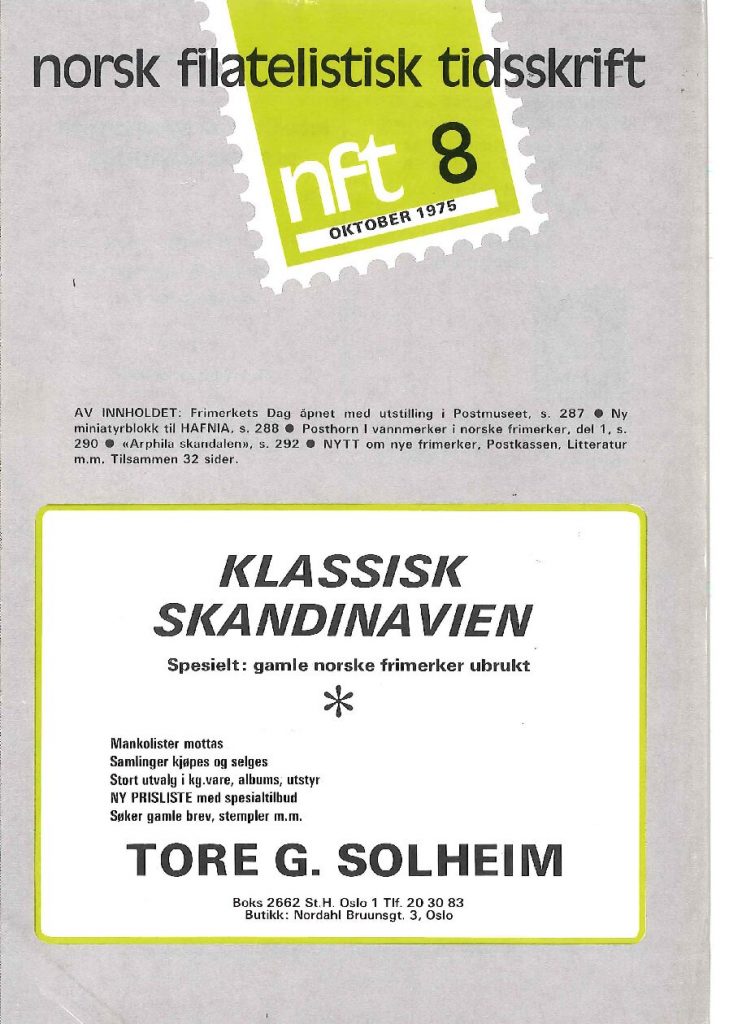 norsk filatelistisk tidsskrift
nft 8
OKTOBER 1975
AV INNHOLDET: Frimerkets Dag åpnet med utstilling i Postmuseet, s. 287 ● Ny
miniatyrblokk til HAFNIA, s. 288 ● Posthorn I vannmerker i norske frimerker, del 1, s.
290 ● «Arphila skandalen», s. 292 ● NYTT om nye frimerker, Postkassen, Litteratur
m.m. Tilsammen 32 sider.
KLASSISK
SKANDINAVIEN
Spesielt: gamle norske frimerker ubrukt
*
Mankolister mottas
Samlinger kjøpes og selges
Stort utvalg i kg.vare, albums, utstyr
NY PRISLISTE med spesialtilbud
Søker gamle brev, stempler m.m.
TORE G. SOLHEIM
Boks 2662 St.H. Oslo 1 Tlf. 20 30 83
Butikk: Nordahl Bruunsgt. 3, Oslo